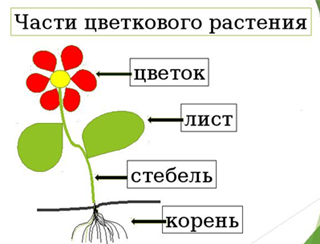 Части цветкового растения
цветок
лист
стебель
корень